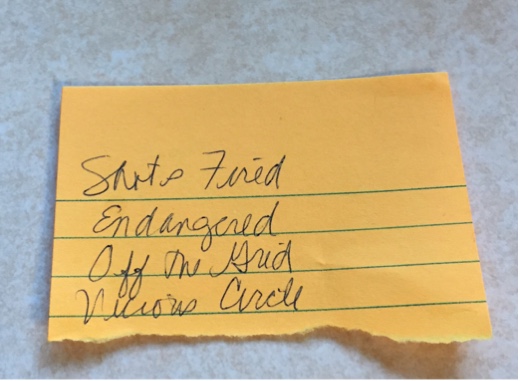 Shots Fired
Endangered
Off the Grid
Vicious Circle